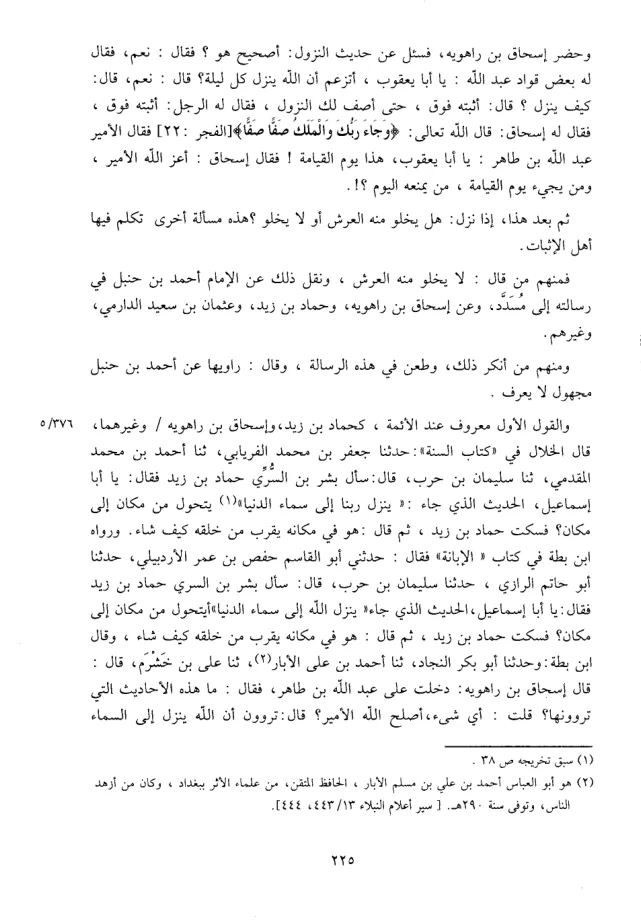 وحضر إسحاق بن راهويه، فسئل عن حديث النزول: أصحيح هو ؟ فقال : نعم، فقال
له بعض قواد عبد الله : يا أبا يعقوب ، أتزعم أن الله ينزل كل ليلة؟ قال : نعم، قال:
كيف ينزل ؟ قال: أثبته فوق ، حتى أصف لك النزول ، فقال له الرجل: أثبته فوق ،
فقال له إسحاق: قال الله تعالى: ﴿وَجَاءَ رَبُّكَ وَالْمَلَكُ صَفًّا صَفًّا﴾[الفجر :٢٢] فقال الأمير
عبد الله بن طاهر : يا أبا يعقوب، هذا يوم القيامة ! فقال إسحاق : أعز الله الأمير ،
ومن يجيء يوم القيامة ، من يمنعه اليوم ؟!.
ثم بعد هذا، إذا نزل: هل يخلو منه العرش أو لا يخلو ؟هذه مسألة أخرى تكلم فيها
أهل الإثبات.
فمنهم من قال : لا يخلو منه العرش ، ونقل ذلك عن الإمام أحمد بن حنبل في
رسالته إلى مُسَدَّد، وعن إسحاق بن راهويه، وحماد بن زيد، وعثمان بن سعيد الدارمي،
وغيرهم.
ومنهم من أنكر ذلك، وطعن في هذه الرسالة ، وقال : راويها عن أحمد بن حنبل
مجهول لا يعرف .
والقول الأول معروف عند الأئمة ، كحماد بن زيد،وإسحاق بن راهويه / وغيرهما، ٥/٣٧٦
قال الخلال في «كتاب السنة»:حدثنا جعفر بن محمد الفريابي، ثنا أحمد بن محمد
المقدمي، ثنا سليمان بن حرب، قال:سأل بشر بن السُّرِّي حماد بن زيد فقال: يا أبا
إسماعيل، الحديث الذي جاء :« ينزل ربنا إلى سماء الدنيا»(١) يتحول من مكان إلى
مكان؟ فسكت حماد بن زيد ، ثم قال :هو في مكانه يقرب من خلقه كيف شاء. ورواه
ابن بطة في كتاب « الإبانة» فقال : حدثني أبو القاسم حفص بن عمر الأردبيلي، حدثنا
أبو حاتم الرازي ، حدثنا سليمان بن حرب، قال: سأل بشر بن السري حماد بن زيد
فقال:يا أبا إسماعيل،الحديث الذي جاء« ينزل الله إلى سماء الدنيا»أيتحول من مكان إلى
مكان؟ فسكت حماد بن زيد ، ثم قال : هو في مكانه يقرب من خلقه كيف شاء ، وقال
ابن بطة:وحدثنا أبو بكر النجاد، ثنا أحمد بن على الأبار(٢)، ثنا على بن خَشْرَم، قال :
قال إسحاق بن راهويه: دخلت على عبد الله بن طاهر، فقال : ما هذه الأحاديث التي
تروونها؟ قلت : أي شىء،أصلح الله الأمير؟ قال:تروون أن الله ينزل إلى السماء
(١) سبق تخريجه ص ٣٨ .
(٢) هو أبو العباس أحمد بن علي بن مسلم الأبار ، الحافظ المتقن، من علماء الأثر ببغداد ، وكان من أزهد
الناس، وتوفى سنة ٢٩٠هـ. [ سير أعلام النبلاء ٤٤٣/١٣، ٤٤٤].
٢٢٥